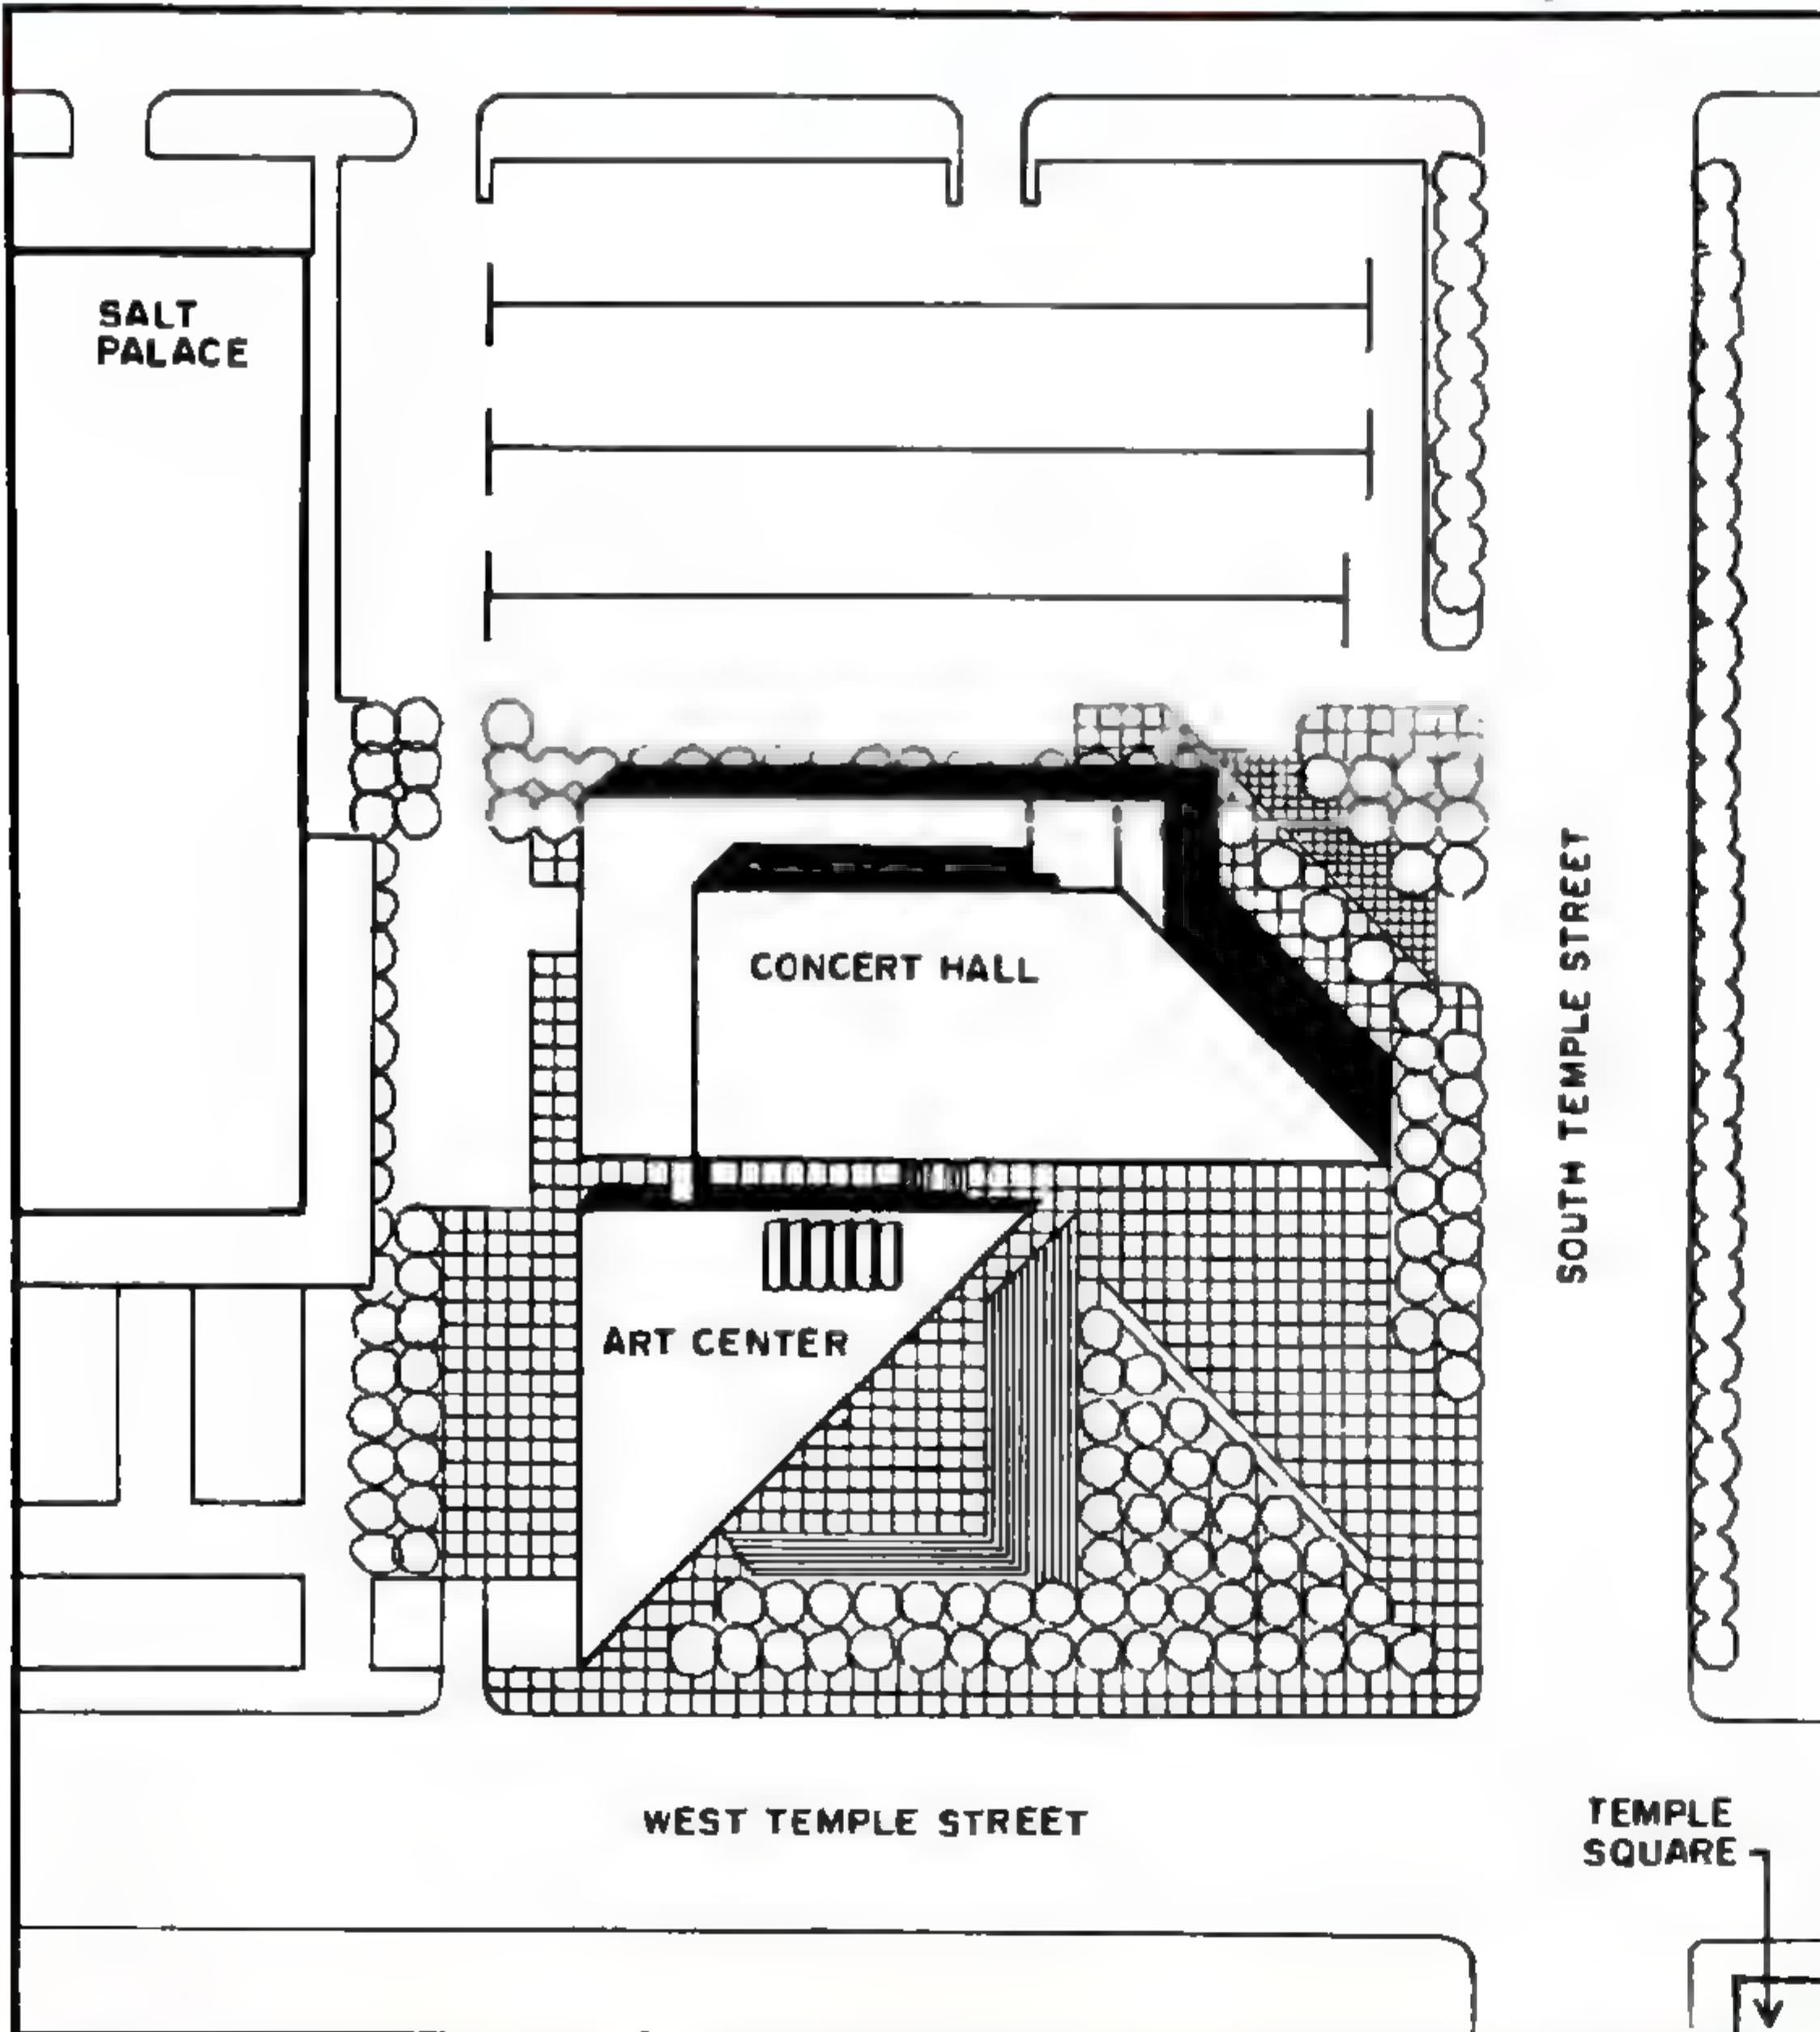 SALT
PALACE
CONCERT HALL
SOUTH TEMPLE STREET
ART CENTER
WEST TEMPLE STREET
TEMPLE
SQUARE